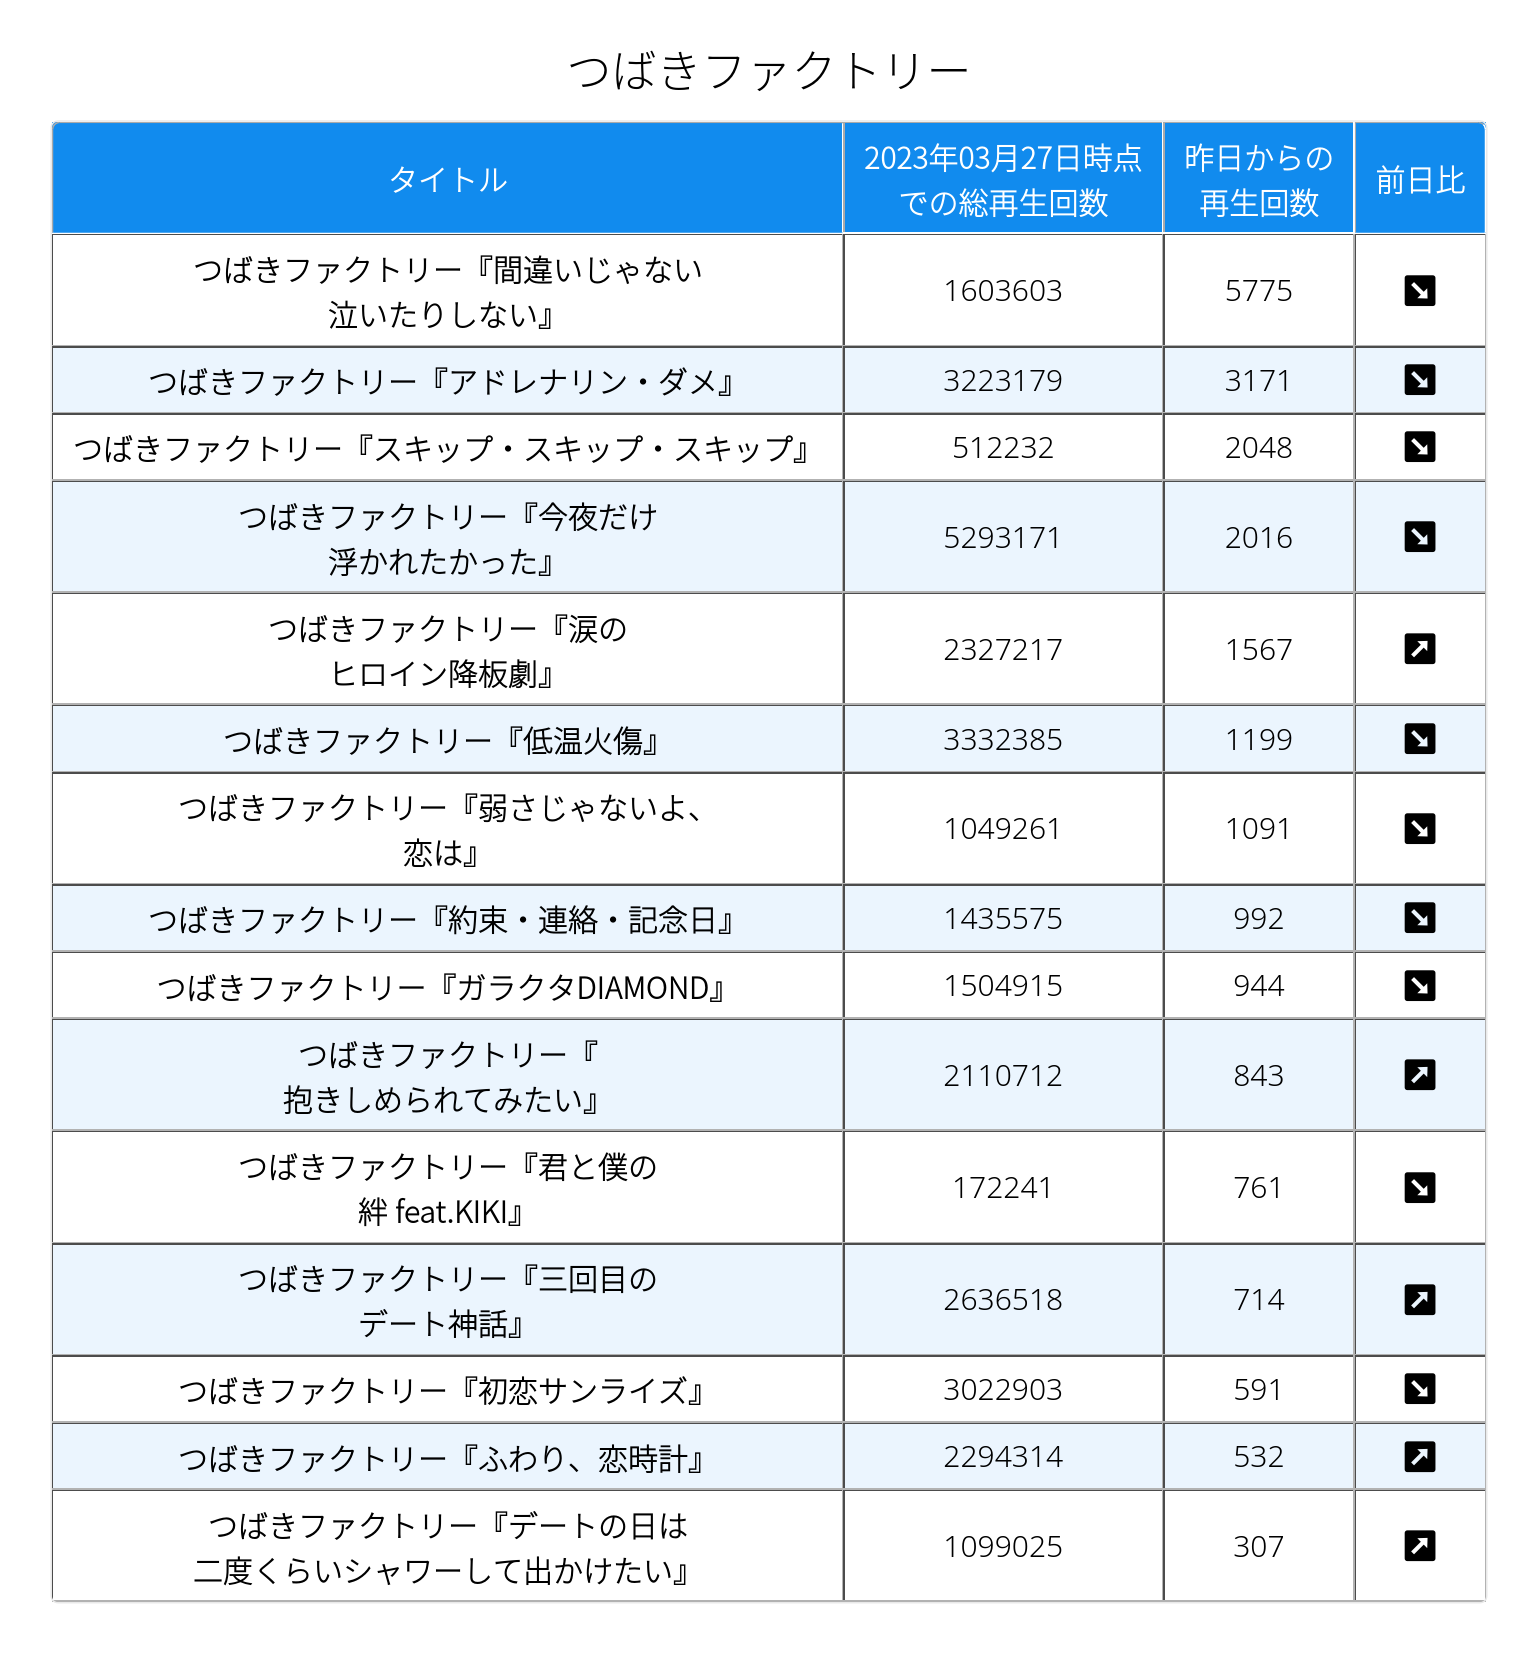 つばきファクトリー
タイトル
2023年03月27日時点
での総再生回数
昨日からの
再生回数
前日比
つばきファクトリー『間違いじゃない
泣いたりしない』
1603603
5775
つばきファクトリー『アドレナリン・ダメ』
3223179
3171
つばきファクトリー『スキップ・スキップ・スキップ』
512232
2048
つばきファクトリー『今夜だけ
浮かれたかった』
5293171
2016
つばきファクトリー『涙の
ヒロイン降板劇』
2327217
1567
つばきファクトリー『低温火傷』
3332385
1199
つばきファクトリー『弱さじゃないよ、
恋は』
1049261
1091
つばきファクトリー『約束・連絡・記念日』
1435575
992
つばきファクトリー『ガラクタDIAMOND』
1504915
944
つばきファクトリー『
抱きしめられてみたい』
2110712
843
つばきファクトリー『君と僕の
絆 feat.KIKI』
172241
761
つばきファクトリー『三回目の
デート神話』
2636518
714
つばきファクトリー『初恋サンライズ』
3022903
591
つばきファクトリー『ふわり、恋時計』
2294314
532
つばきファクトリー『デートの日は
二度くらいシャワーして出かけたい』
1099025
307